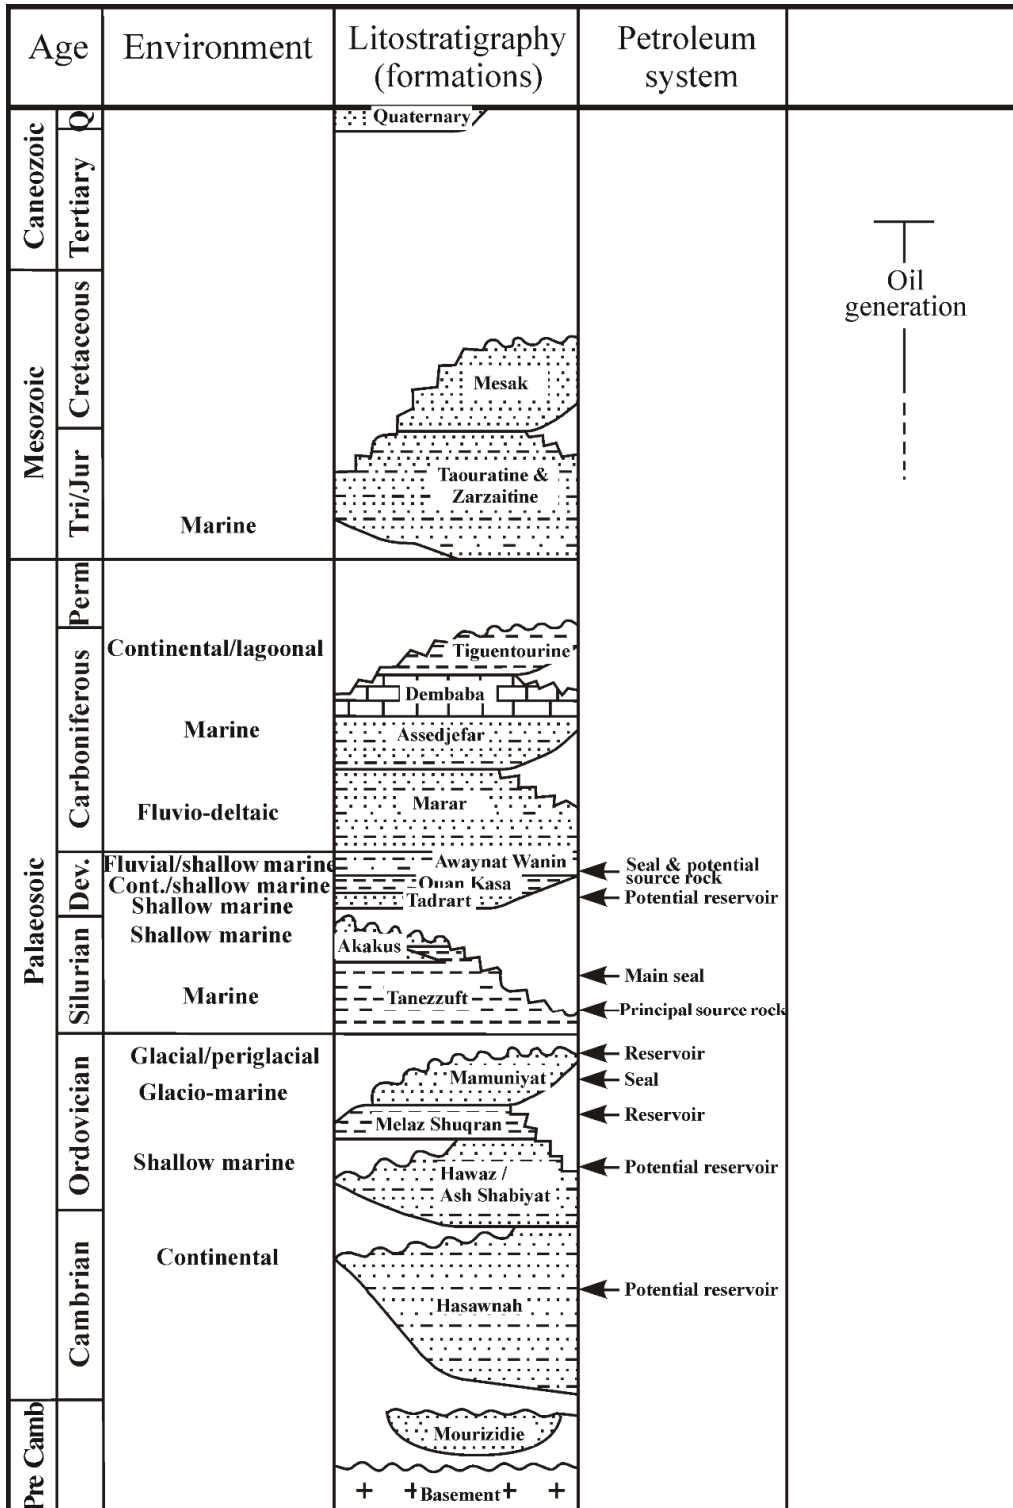 Age
Environment
Litostratigraphy
(formations)
Petroleum
system
Caneozoic
Q
Quaternary
Tertiary
Oil
generation
Mesozoic
Cretaceous
Mesak
Tri/Jur
Taouratine &
Zarzaitine
Marine
Palaeosoic
Perm
Carboniferous
Continental/lagoonal
Tiguentourine
Dembaba
Marine
Assedjefar
Fluvio-deltaic
Marar
Dev.
Fluvial/shallow marine
Awaynat Wanin
Seal & potential
source rock
Cont./shallow marine
Ouan Kasa
Shallow marine
Tadrart
Potential reservoir
Silurian
Shallow marine
Akakus
Main seal
Marine
Tanezzuft
Principal source rock
Ordovician
Glacial/periglacial
Reservoir
Mamuniyat
Seal
Glacio-marine
Melaz Shuqran
Reservoir
Shallow marine
Potential reservoir
Hawaz /
Ash Shabiyat
Cambrian
Continental
Hasawnah
Potential reservoir
Pre Camb
Mourizidie
+ + Basement + +